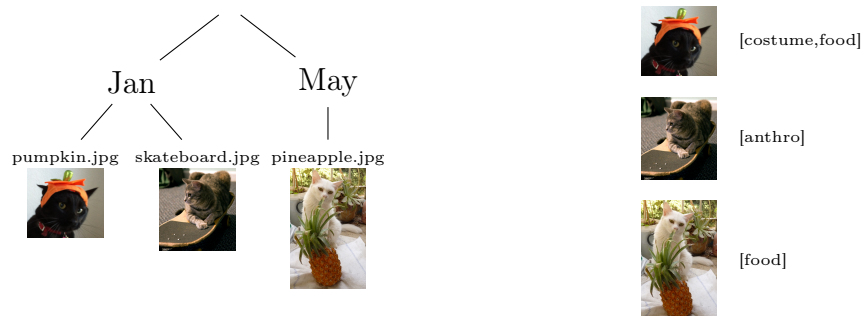 Jan
May
pumpkin.jpg
skateboard.jpg
pineapple.jpg
[costume,food]
[anthro]
[food]